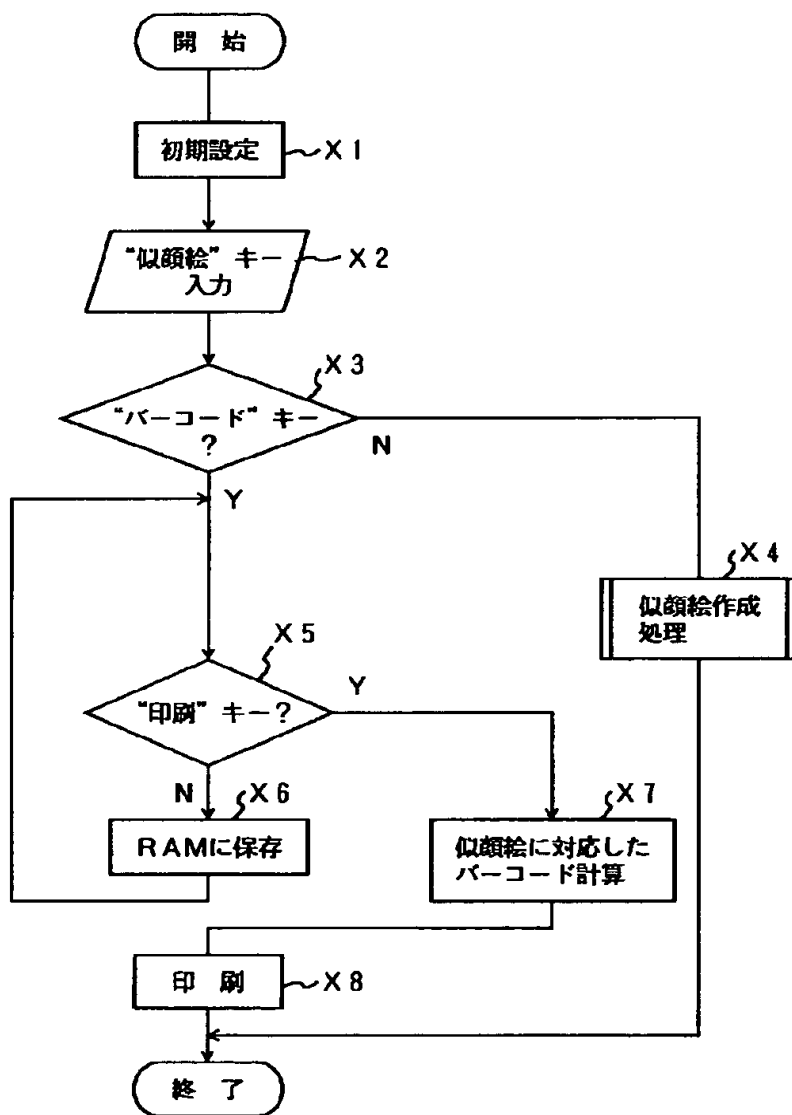 開 始
初期設定
X1
“似顔絵” キー
入力
X2
X3
“バーコード” キー
?
N
Y
X4
似顔絵作成
処理
X5
“印刷” キー?
Y
N
X6
RAMに保存
X7
似顔絵に対応した
バーコード計算
印 刷
X8
終 了